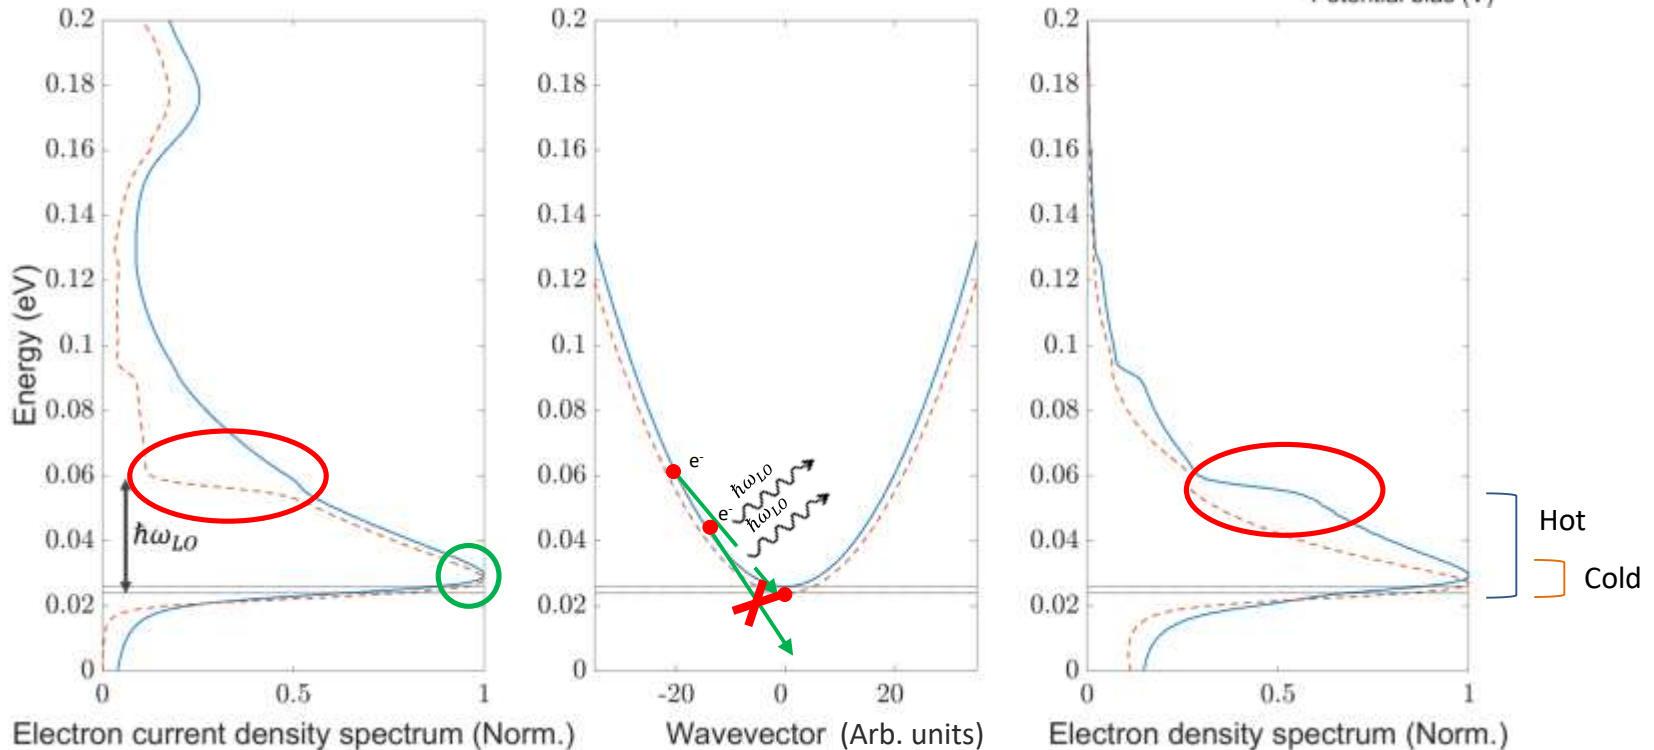 Potential bias (V)
0.2
0.18
0.16
0.14
0.12
0.1
0.08
0.06
0.04
0.02
0
Energy (eV)
ℏω_LO
0 0.5 1
Electron current density spectrum (Norm.)
0.2
0.18
0.16
0.14
0.12
0.1
0.08
0.06
0.04
0.02
0
e-
ℏω_LO
e-
ℏω_LO
-20 0 20
Wavevector (Arb. units)
0.2
0.18
0.16
0.14
0.12
0.1
0.08
0.06
0.04
0.02
0
0 0.5 1
Electron density spectrum (Norm.)
Hot
Cold